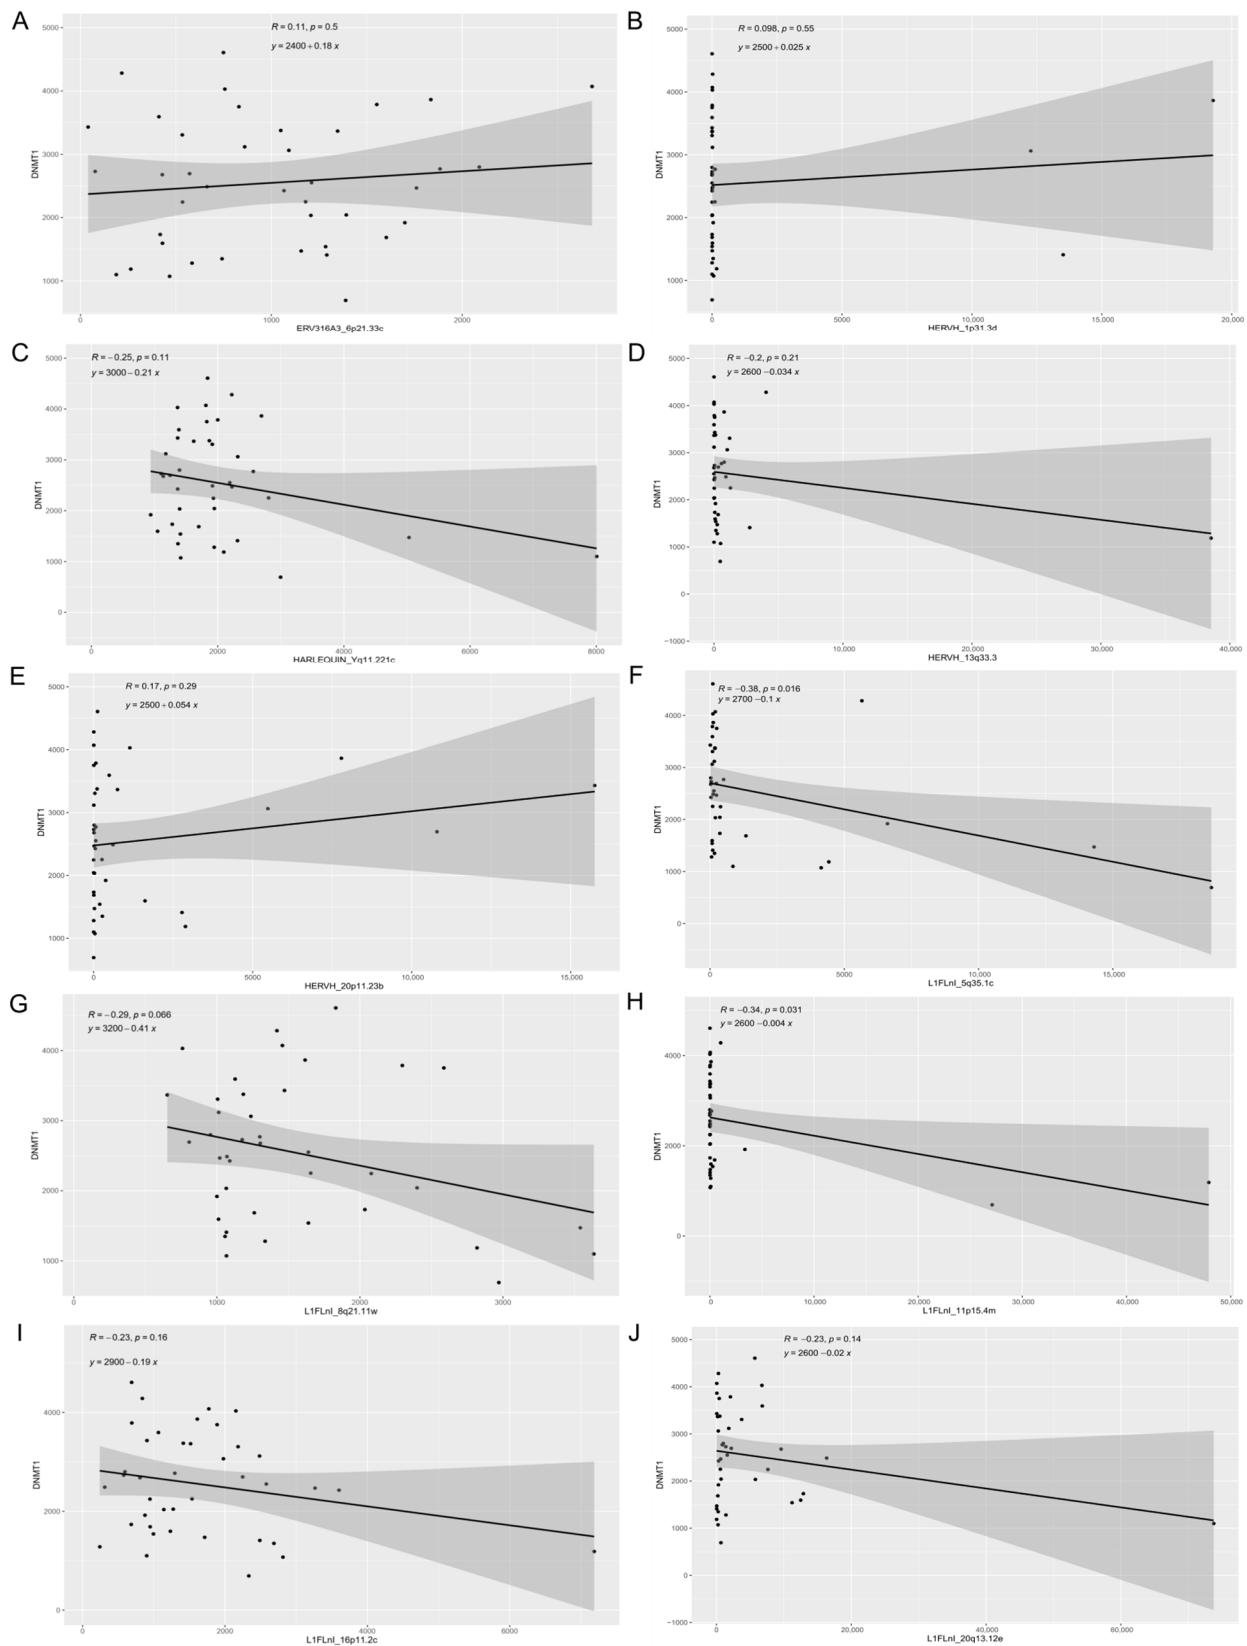 A
R = 0.11, p = 0.5
y = 2400 + 0.18 x
5000
4000
3000
2000
1000
DNMT1
0
1000
2000
ERV316A3_6p21.33c
B
R = 0.098, p = 0.55
y = 2500 + 0.025 x
5000
4000
3000
2000
1000
DNMT1
0
5000
10,000
15,000
20,000
HERVH_1p31.3d
C
R = −0.25, p = 0.11
y = 3000 − 0.21 x
5000
4000
3000
2000
1000
0
DNMT1
0
2000
4000
6000
8000
HARLEQUIN_Yq11.221c
D
R = −0.2, p = 0.21
y = 2600 −0.034 x
5000
4000
3000
2000
1000
0
−1000
DNMT1
0
10,000
20,000
30,000
40,000
HERVH_13q33.3
E
R = 0.17, p = 0.29
y = 2500 + 0.054 x
5000
4000
3000
2000
1000
DNMT1
0
5000
10,000
15,000
HERVH_20p11.23b
F
R = −0.38, p = 0.016
y = 2700 −0.1 x
4000
3000
2000
1000
0
DNMT1
0
5000
10,000
15,000
L1FLnI_5q35.1c
G
R = −0.29, p = 0.066
y = 3200 − 0.41 x
4000
3000
2000
1000
DNMT1
0
1000
2000
3000
L1FLnI_8q21.11w
H
R = −0.34, p = 0.031
y = 2600 −0.004 x
4000
2000
0
DNMT1
0
10,000
20,000
30,000
40,000
50,000
L1FLnI_11p15.4m
I
R = −0.23, p = 0.16
y = 2900 − 0.19 x
4000
2000
0
DNMT1
0
2000
4000
6000
L1FLnI_16p11.2c
J
R = −0.23, p = 0.14
y = 2600 −0.02 x
5000
4000
3000
2000
1000
0
−1000
DNMT1
0
20,000
40,000
60,000
L1FLnI_20q13.12e